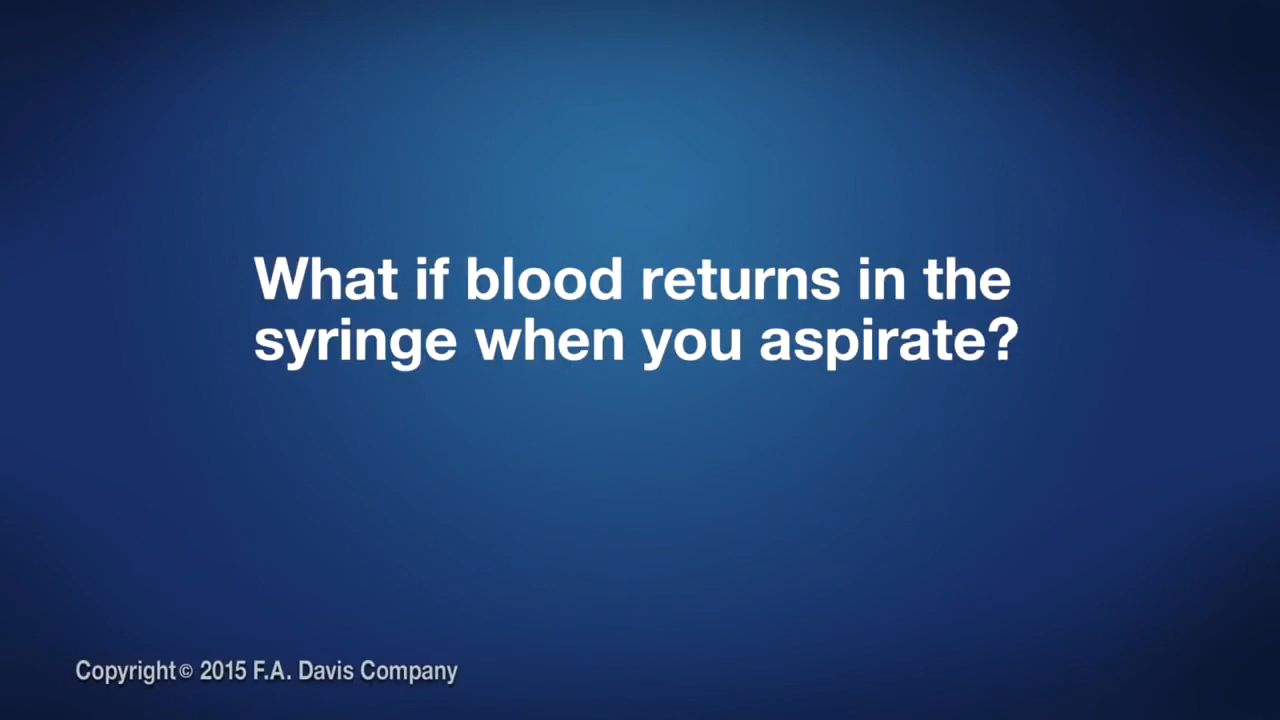 What if blood returns in the
syringe when you aspirate?
Copyright© 2015 F.A. Davis Company